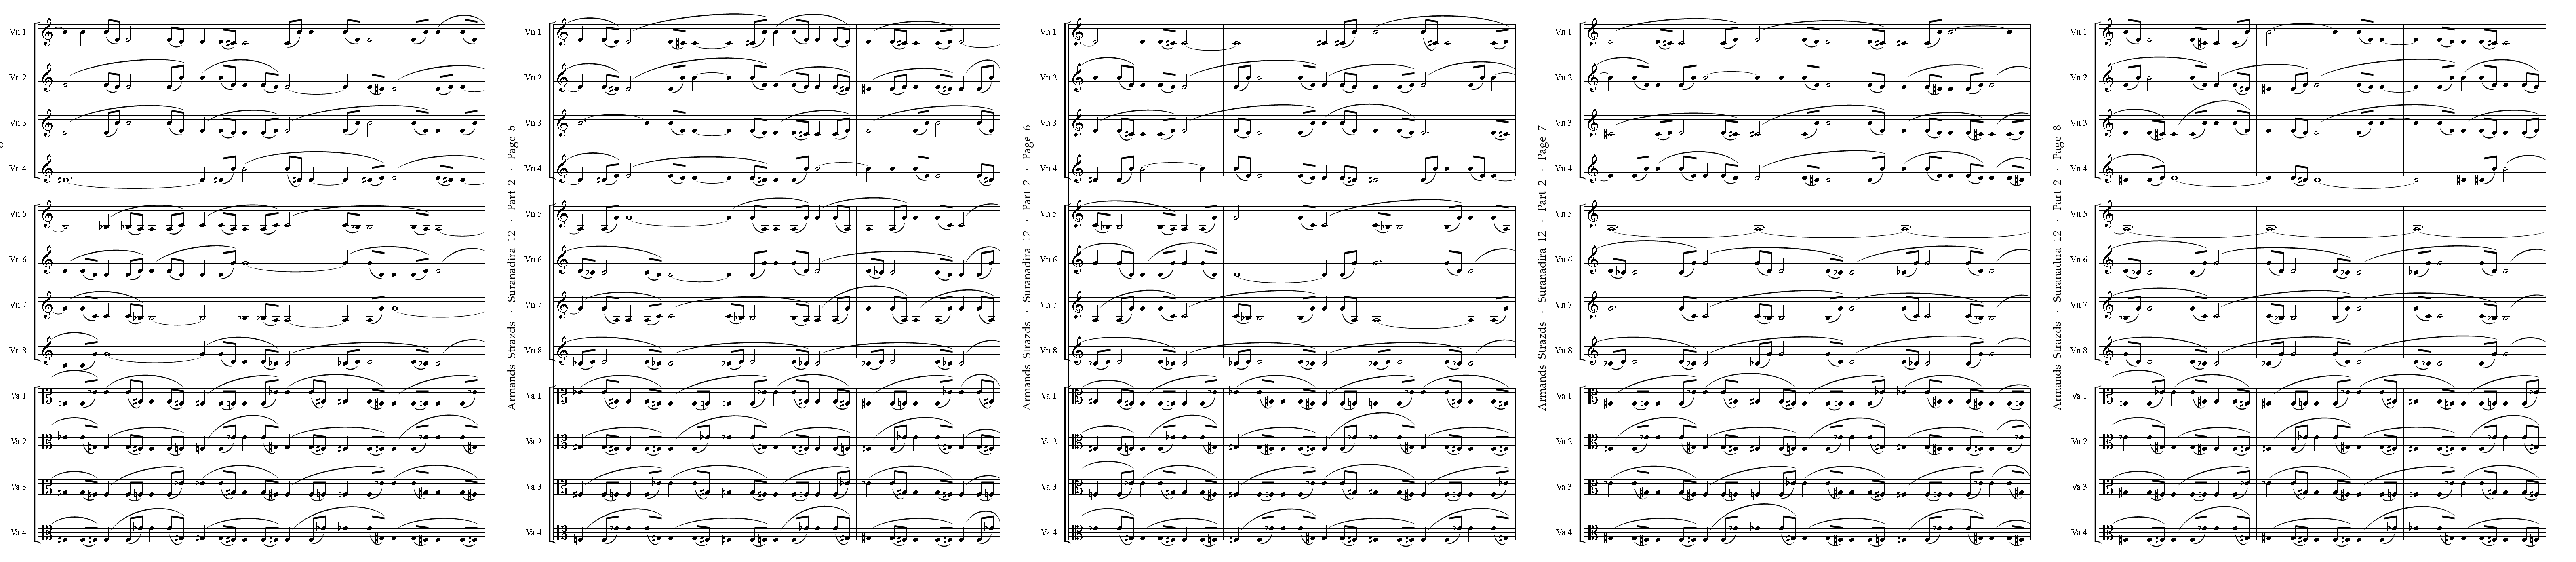 Vn 1
Vn 2
Vn 3
Vn 4
Vn 5
Vn 6
Vn 7
Vn 8
Va 1
Va 2
Va 3
Va 4
Armands Strazds · Suranadira 12 · Part 2 · Page 5
Vn 1
Vn 2
Vn 3
Vn 4
Vn 5
Vn 6
Vn 7
Vn 8
Va 1
Va 2
Va 3
Va 4
Armands Strazds · Suranadira 12 · Part 2 · Page 6
Vn 1
Vn 2
Vn 3
Vn 4
Vn 5
Vn 6
Vn 7
Vn 8
Va 1
Va 2
Va 3
Va 4
Armands Strazds · Suranadira 12 · Part 2 · Page 7
Vn 1
Vn 2
Vn 3
Vn 4
Vn 5
Vn 6
Vn 7
Vn 8
Va 1
Va 2
Va 3
Va 4
Armands Strazds · Suranadira 12 · Part 2 · Page 8
Vn 1
Vn 2
Vn 3
Vn 4
Vn 5
Vn 6
Vn 7
Vn 8
Va 1
Va 2
Va 3
Va 4